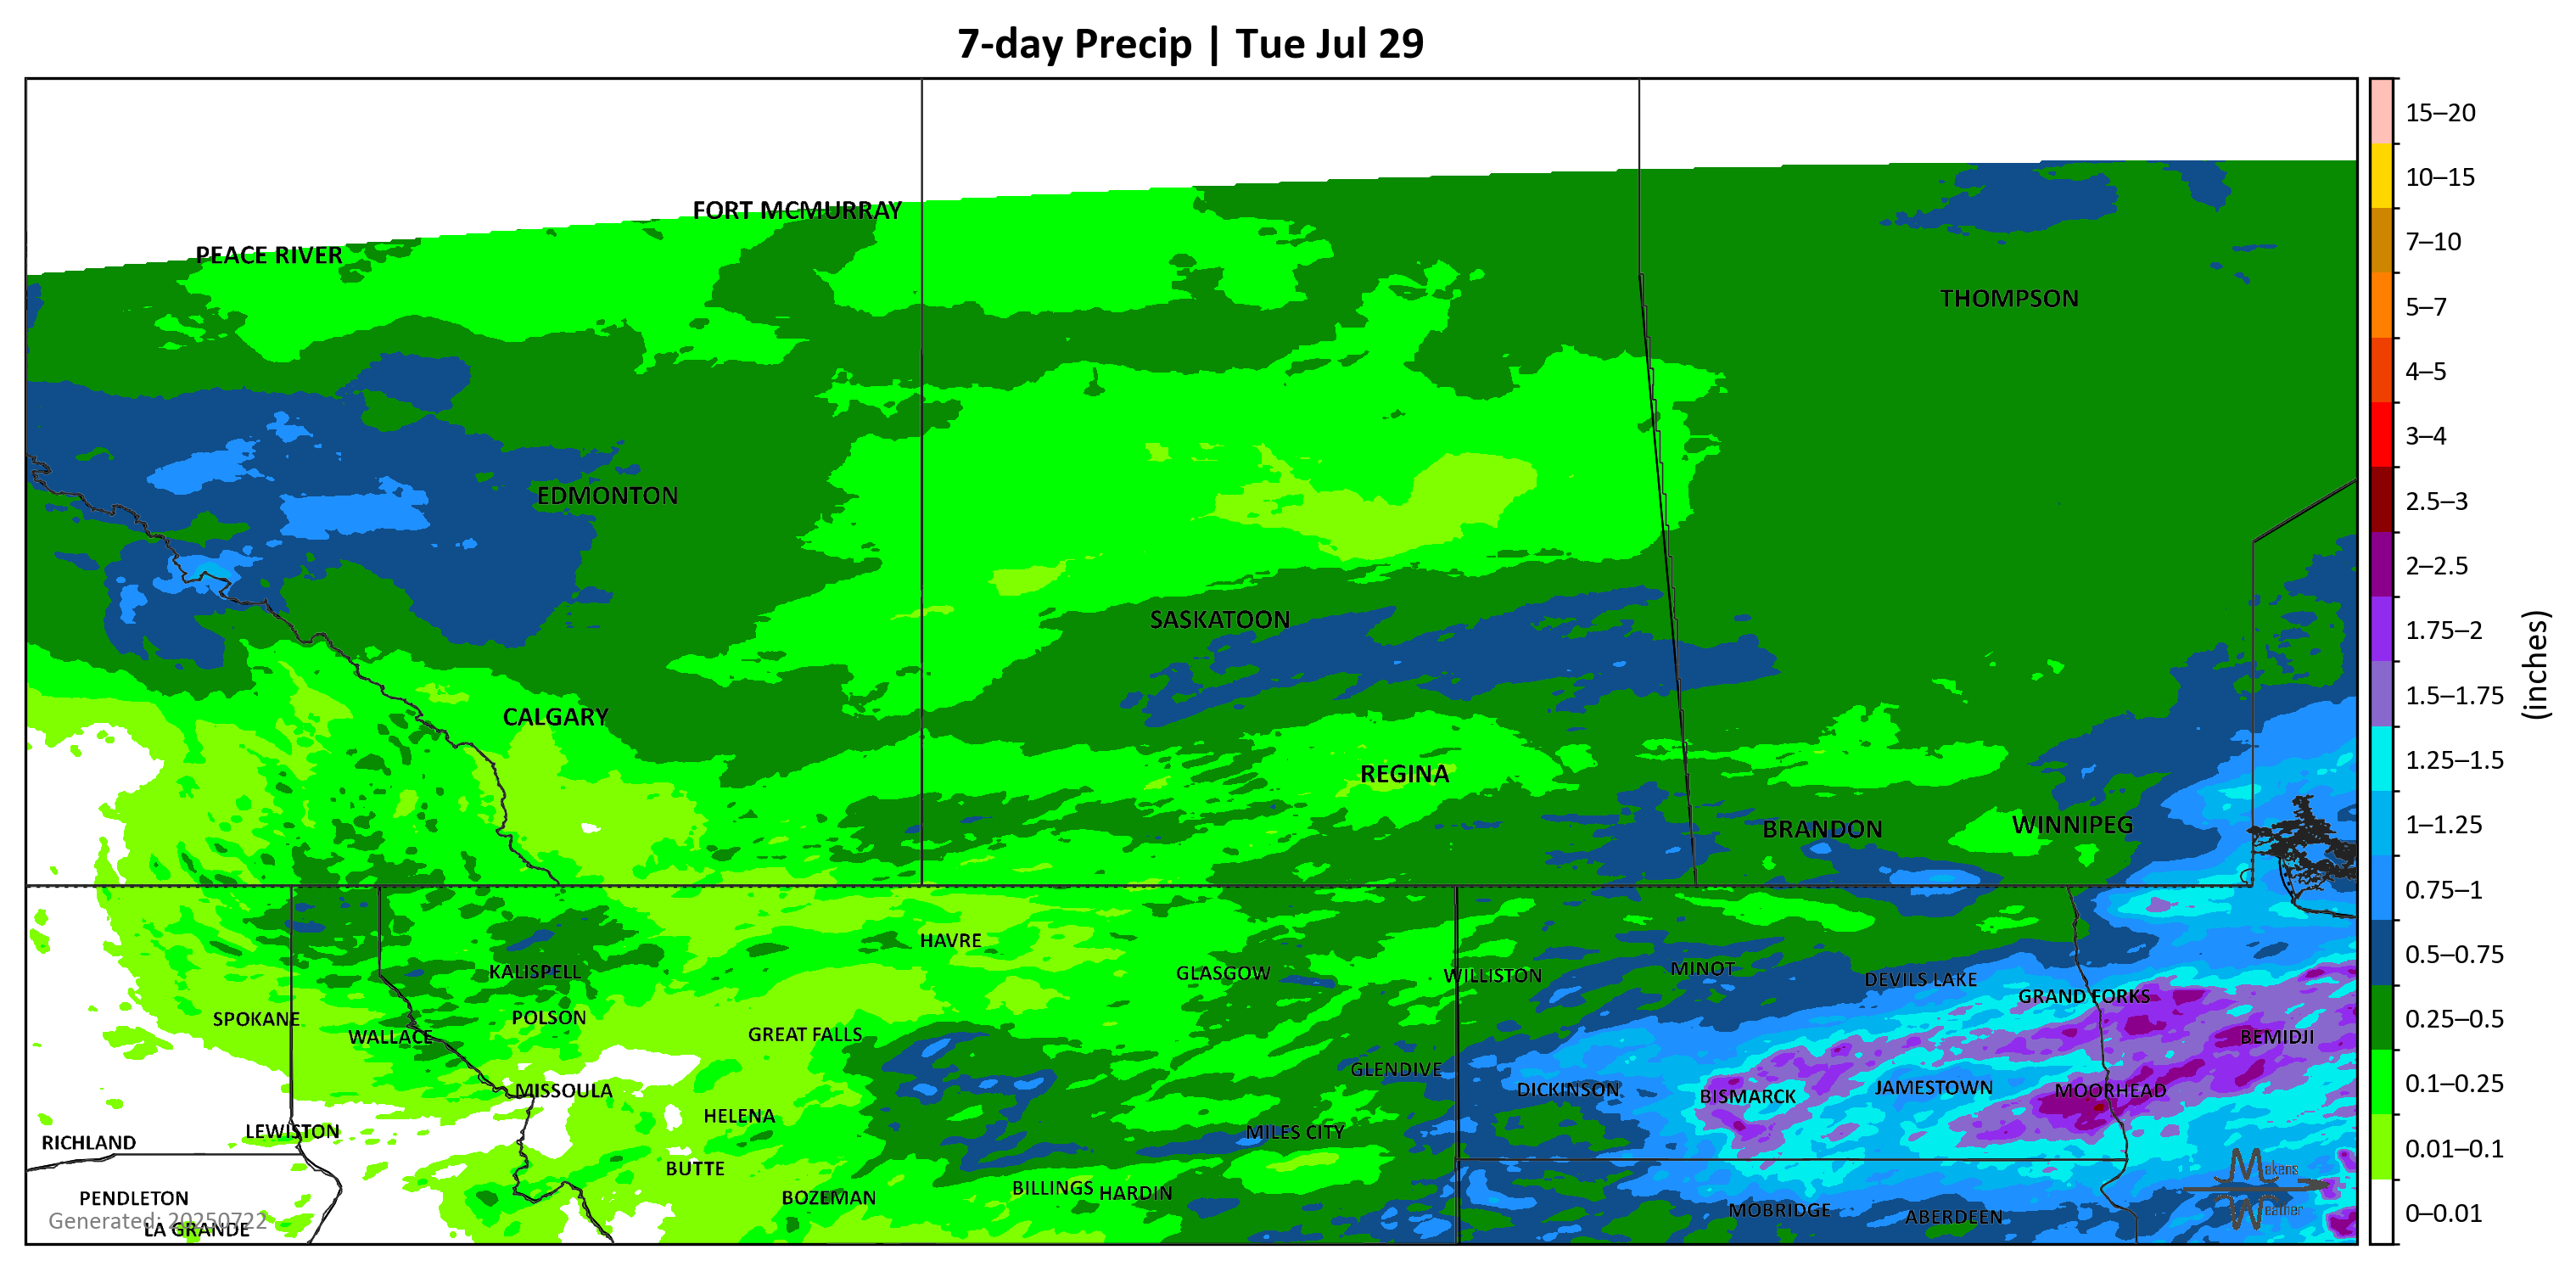 7-day Precip | Tue Jul 29
FORT MCMURRAY
PEACE RIVER
THOMPSON
EDMONTON
SASKATOON
CALGARY
REGINA
BRANDON
WINNIPEG
HAVRE
KALISPELL
GLASGOW
WILLISTON
MINOT
DEVILS LAKE
GRAND FORKS
SPOKANE
WALLACE
POLSON
GREAT FALLS
BEMIDJI
GLENDIVE
MISSOULA
DICKINSON
BISMARCK
JAMESTOWN
MOORHEAD
HELENA
LEWISTON
MILES CITY
RICHLAND
BUTTE
PENDLETON
BOZEMAN
BILLINGS
HARDIN
MOBRIDGE
ABERDEEN
Generated: 20250722
LA GRANDE
Makens
Weather
15–20
10–15
7–10
5–7
4–5
3–4
2.5–3
2–2.5
1.75–2
1.5–1.75
1.25–1.5
1–1.25
0.75–1
0.5–0.75
0.25–0.5
0.1–0.25
0.01–0.1
0–0.01
(inches)